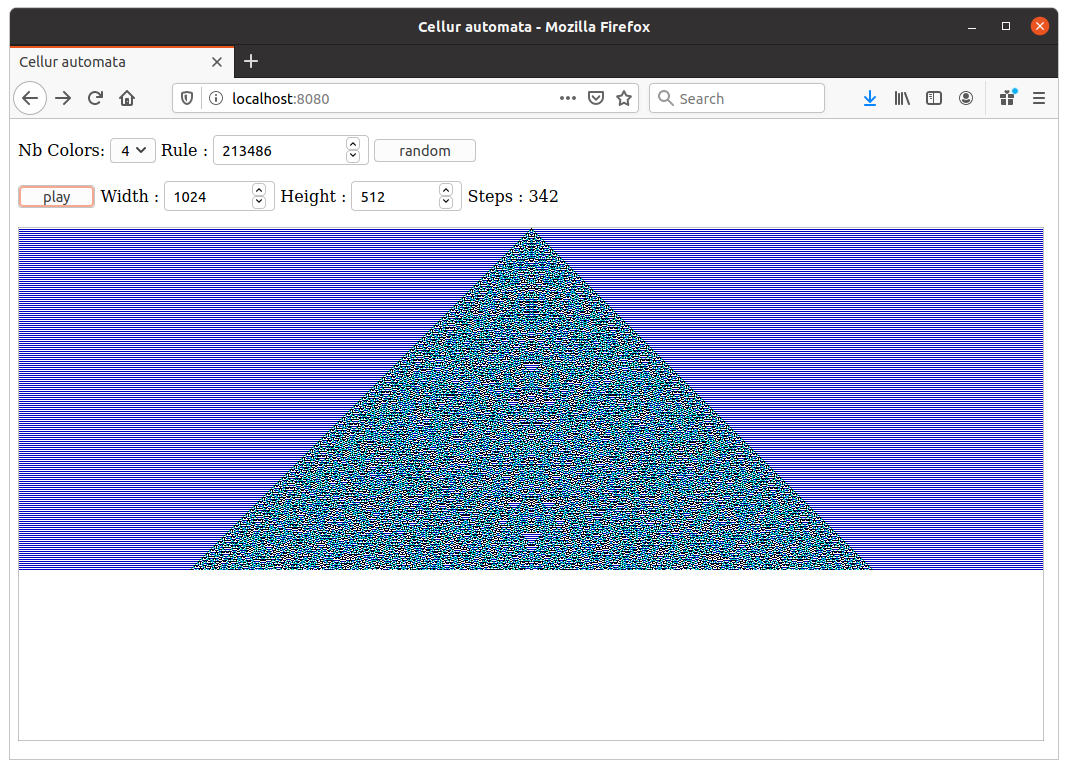 Cellur automata - Mozilla Firefox
Cellur automata
localhost:8080 Search
Nb Colors: 4 Rule : 213486 random
play Width : 1024 Height : 512 Steps : 342